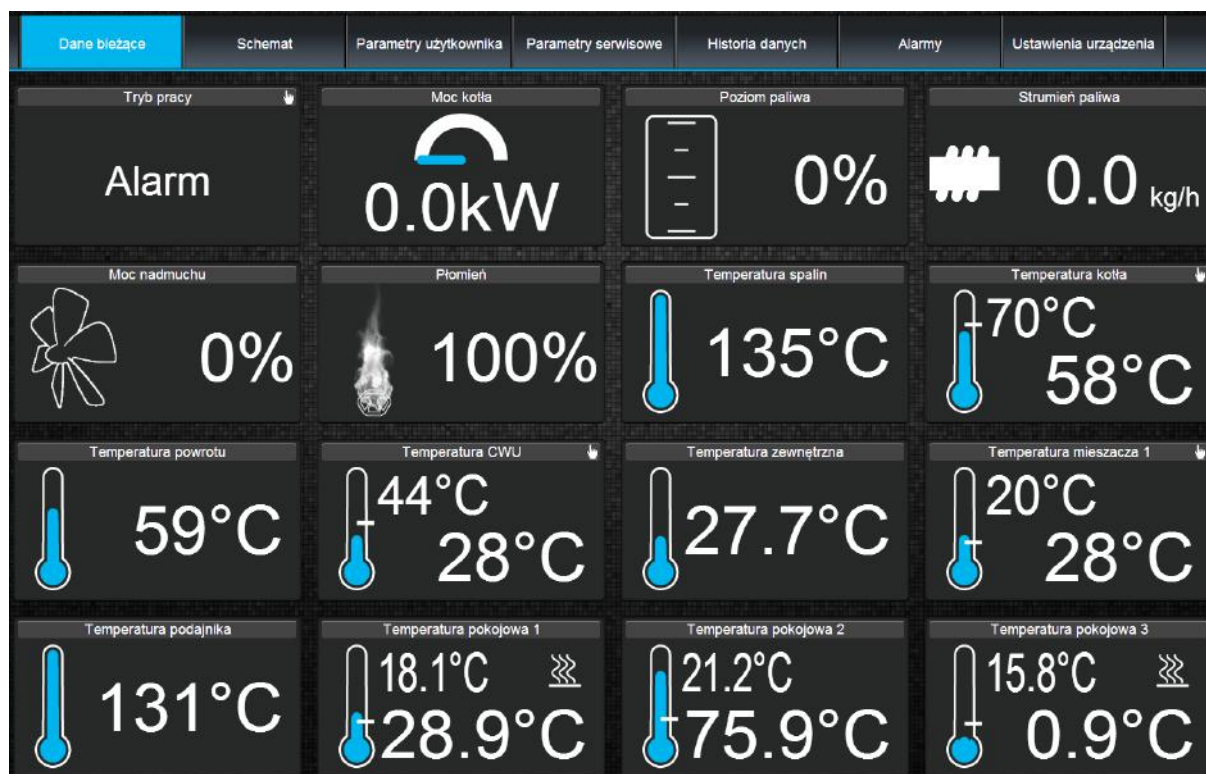 Dane bieżące Schemat Parametry użytkownika Parametry serwisowe Historia danych Alarmy Ustawienia urządzenia
Tryb pracy Moc kotła Poziom paliwa Strumień paliwa
Alarm 0.0kW 0% 0.0 kg/h
Moc nadmuchu Płomień Temperatura spalin Temperatura kotła
70°C
0% 100% 135°C 58°C
Temperatura powrotu Temperatura CWU Temperatura zewnętrzna Temperatura mieszacza 1
44°C 20°C
59°C 28°C 27.7°C 28°C
Temperatura podajnika Temperatura pokojowa 1 Temperatura pokojowa 2 Temperatura pokojowa 3
18.1°C 21.2°C 15.8°C
131°C 28.9°C 75.9°C 0.9°C